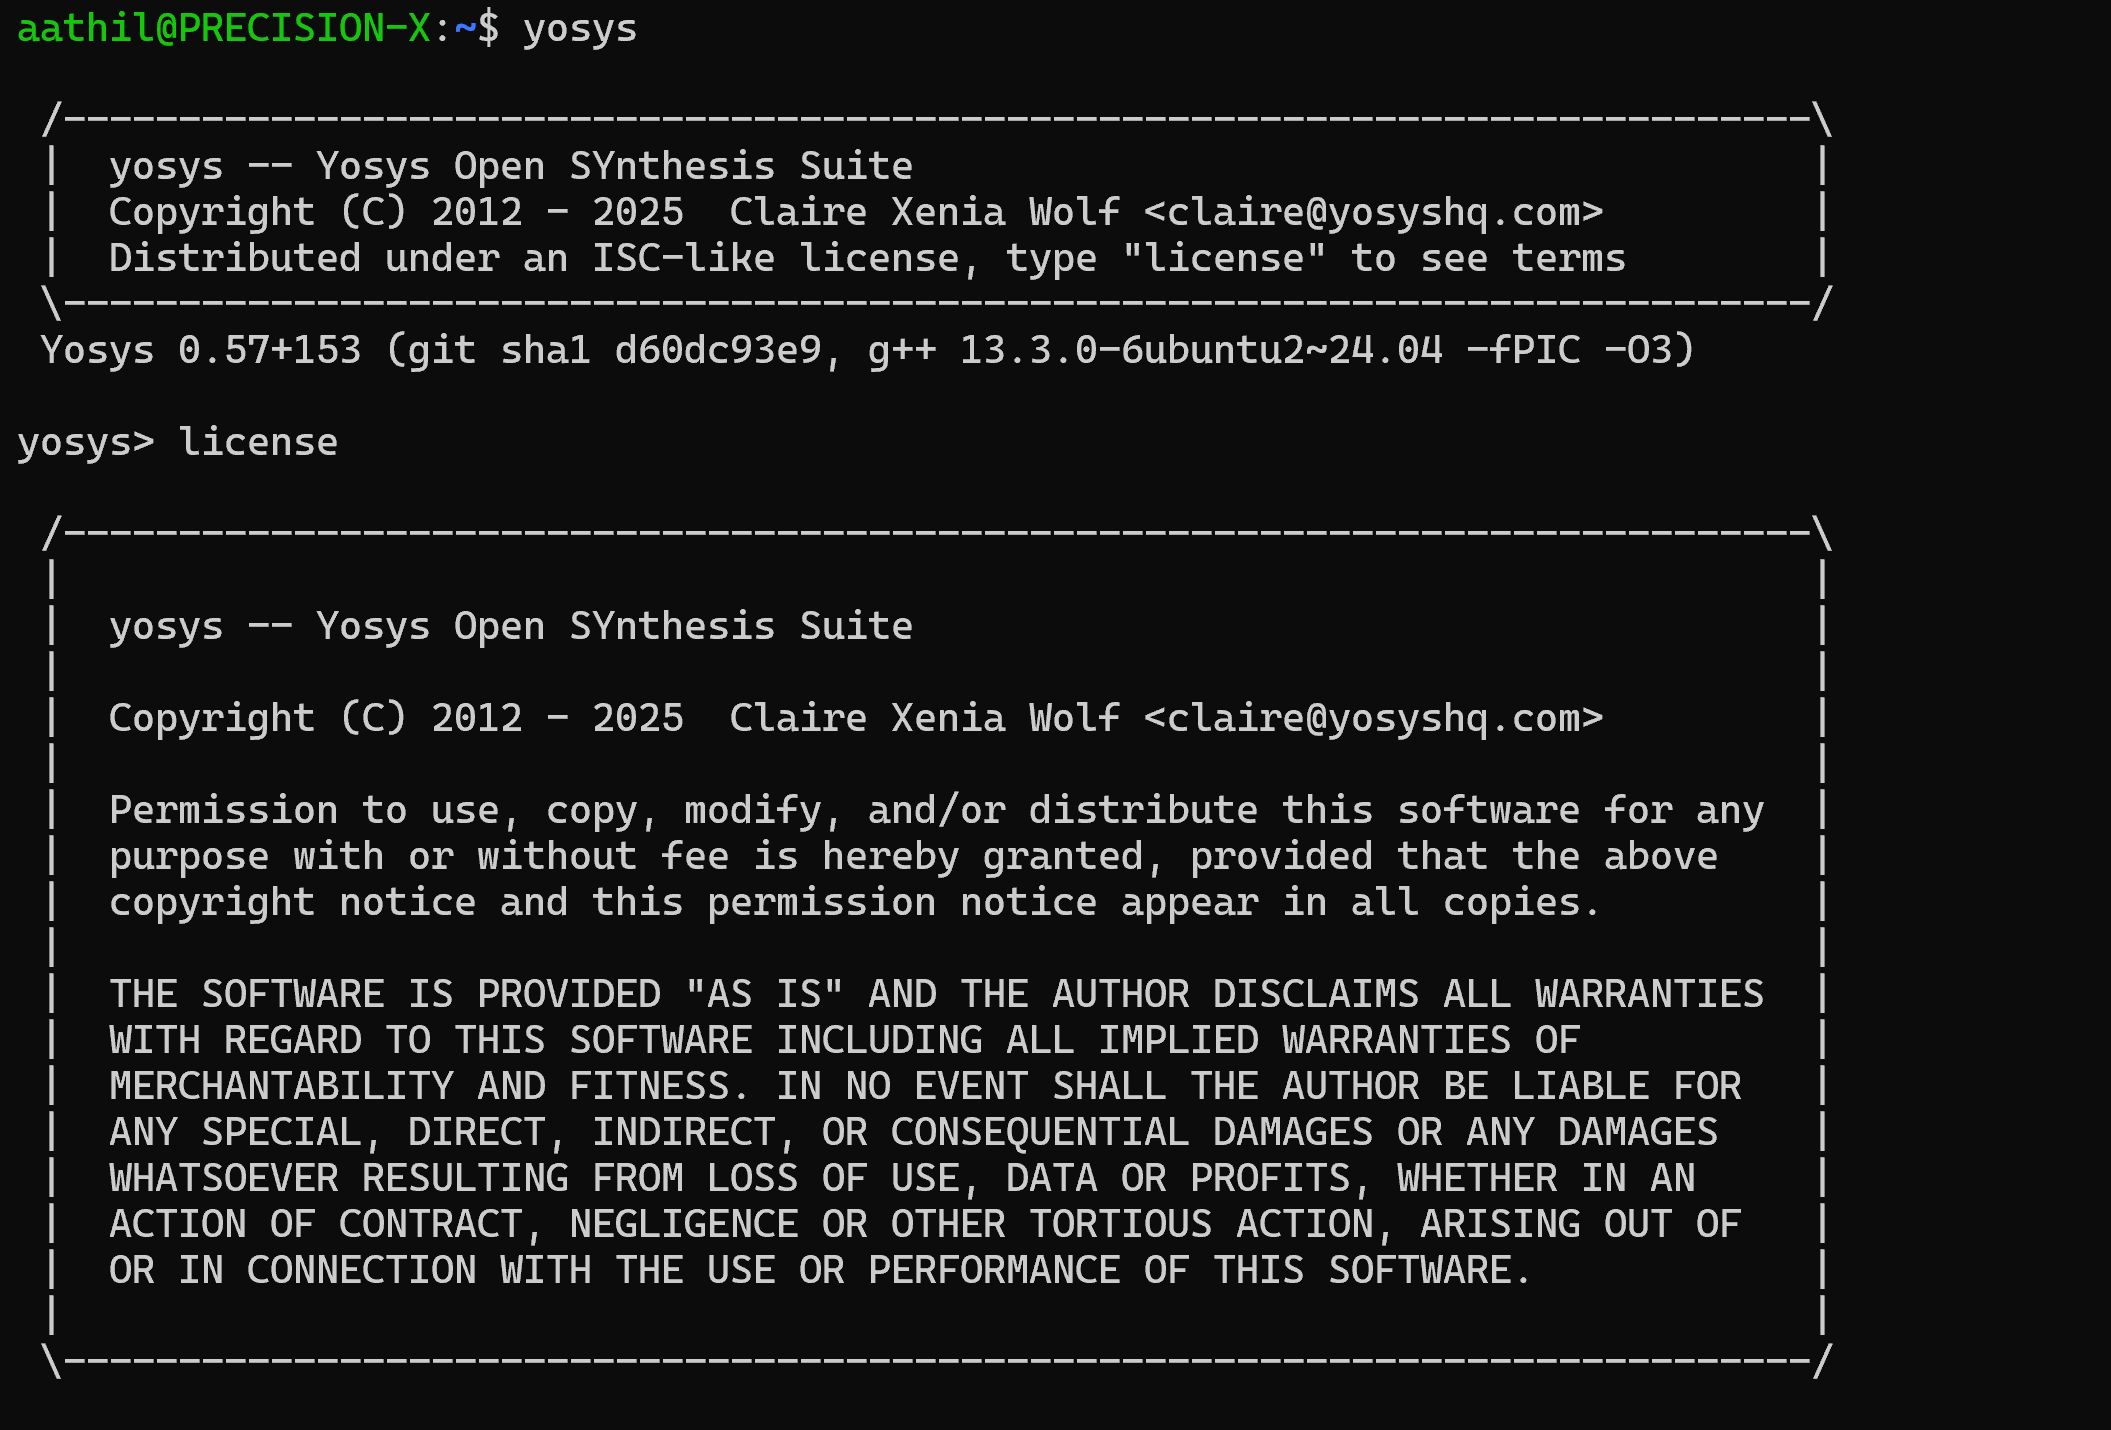 aathil@PRECISION-X:~$ yosys
/----------------------------------------------------------------------------\
|  yosys -- Yosys Open SYnthesis Suite                                       |
|  Copyright (C) 2012 - 2025  Claire Xenia Wolf <claire@yosyshq.com>         |
|  Distributed under an ISC-like license, type "license" to see terms        |
\----------------------------------------------------------------------------/
Yosys 0.57+153 (git sha1 d60dc93e9, g++ 13.3.0-6ubuntu2~24.04 -fPIC -O3)
yosys> license
/----------------------------------------------------------------------------\
|                                                                            |
|  yosys -- Yosys Open SYnthesis Suite                                       |
|                                                                            |
|  Copyright (C) 2012 - 2025  Claire Xenia Wolf <claire@yosyshq.com>         |
|                                                                            |
|  Permission to use, copy, modify, and/or distribute this software for any  |
|  purpose with or without fee is hereby granted, provided that the above    |
|  copyright notice and this permission notice appear in all copies.         |
|                                                                            |
|  THE SOFTWARE IS PROVIDED "AS IS" AND THE AUTHOR DISCLAIMS ALL WARRANTIES  |
|  WITH REGARD TO THIS SOFTWARE INCLUDING ALL IMPLIED WARRANTIES OF          |
|  MERCHANTABILITY AND FITNESS. IN NO EVENT SHALL THE AUTHOR BE LIABLE FOR   |
|  ANY SPECIAL, DIRECT, INDIRECT, OR CONSEQUENTIAL DAMAGES OR ANY DAMAGES    |
|  WHATSOEVER RESULTING FROM LOSS OF USE, DATA OR PROFITS, WHETHER IN AN     |
|  ACTION OF CONTRACT, NEGLIGENCE OR OTHER TORTIOUS ACTION, ARISING OUT OF   |
|  OR IN CONNECTION WITH THE USE OR PERFORMANCE OF THIS SOFTWARE.            |
|                                                                            |
\----------------------------------------------------------------------------/